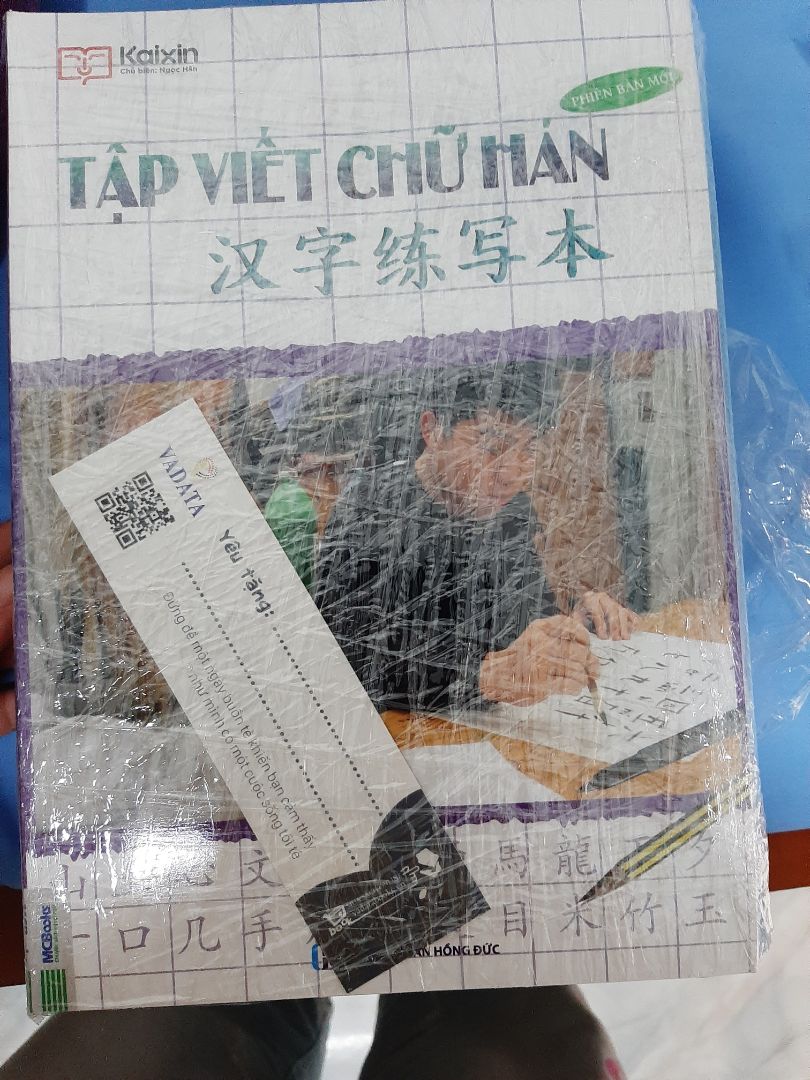 Kaixin
Chủ biên: Ngọc Hân
PHIÊN BẢN MỚI
TẬP VIẾT CHỮ HÁN
汉字练写本
VADATA
Yêu tặng:
Đừng để một ngày buồn tẻ khiến bạn cảm thấy
như mình có một cuộc sống tồi tệ
山 文 馬 龍 夕
一 口 几 手 目 米 竹 玉
MCBooks
HỒNG ĐỨC